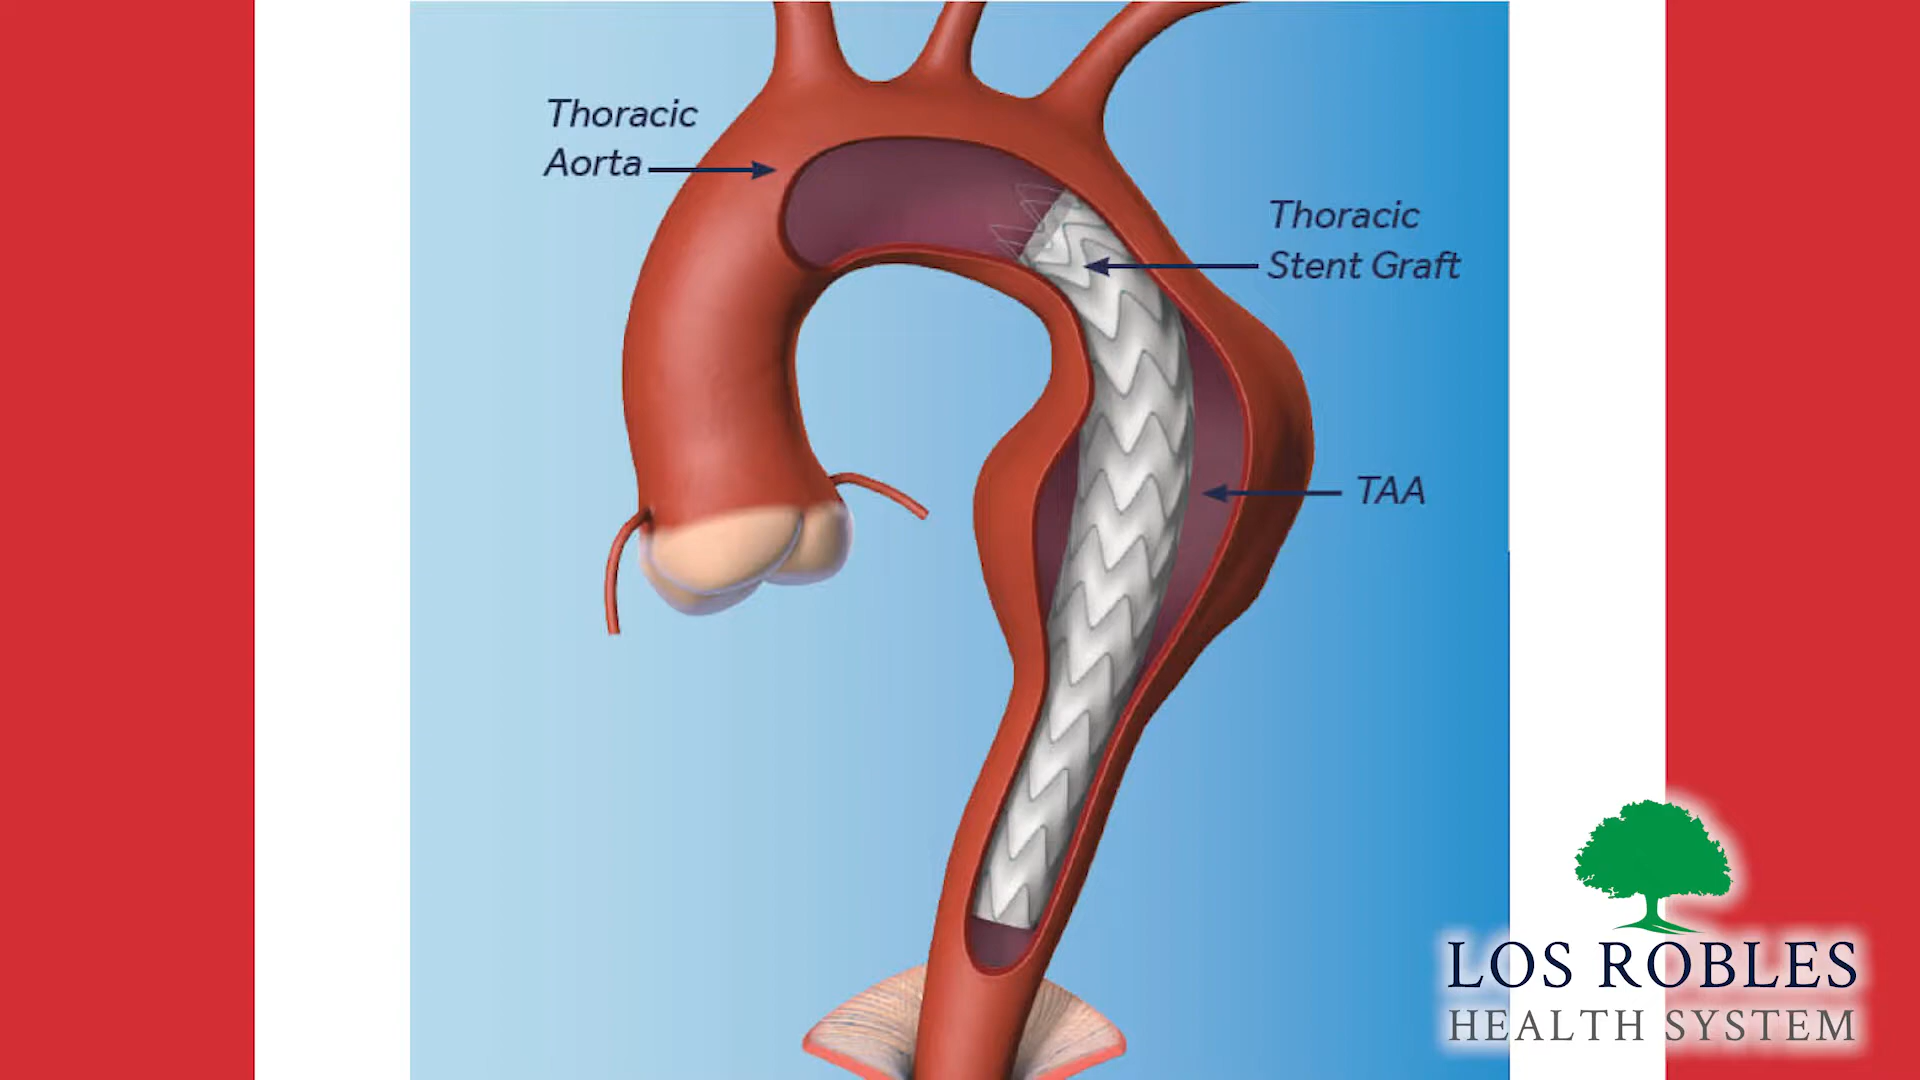 Thoracic
Aorta
Thoracic
Stent Graft
TAA
LOS ROBLES
HEALTH SYSTEM